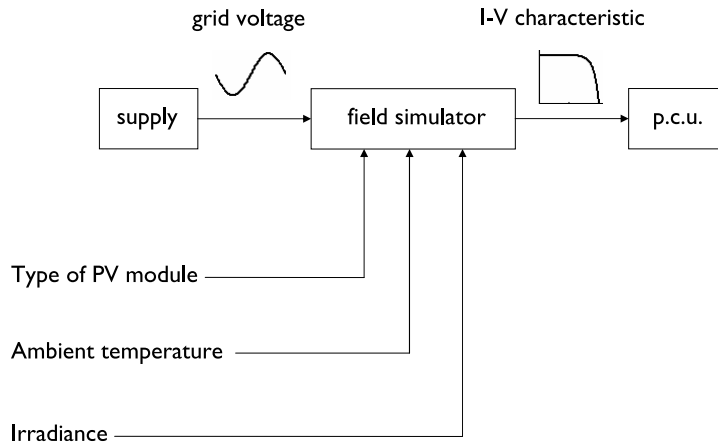 grid voltage
I-V characteristic
supply
field simulator
p.c.u.
Type of PV module
Ambient temperature
Irradiance